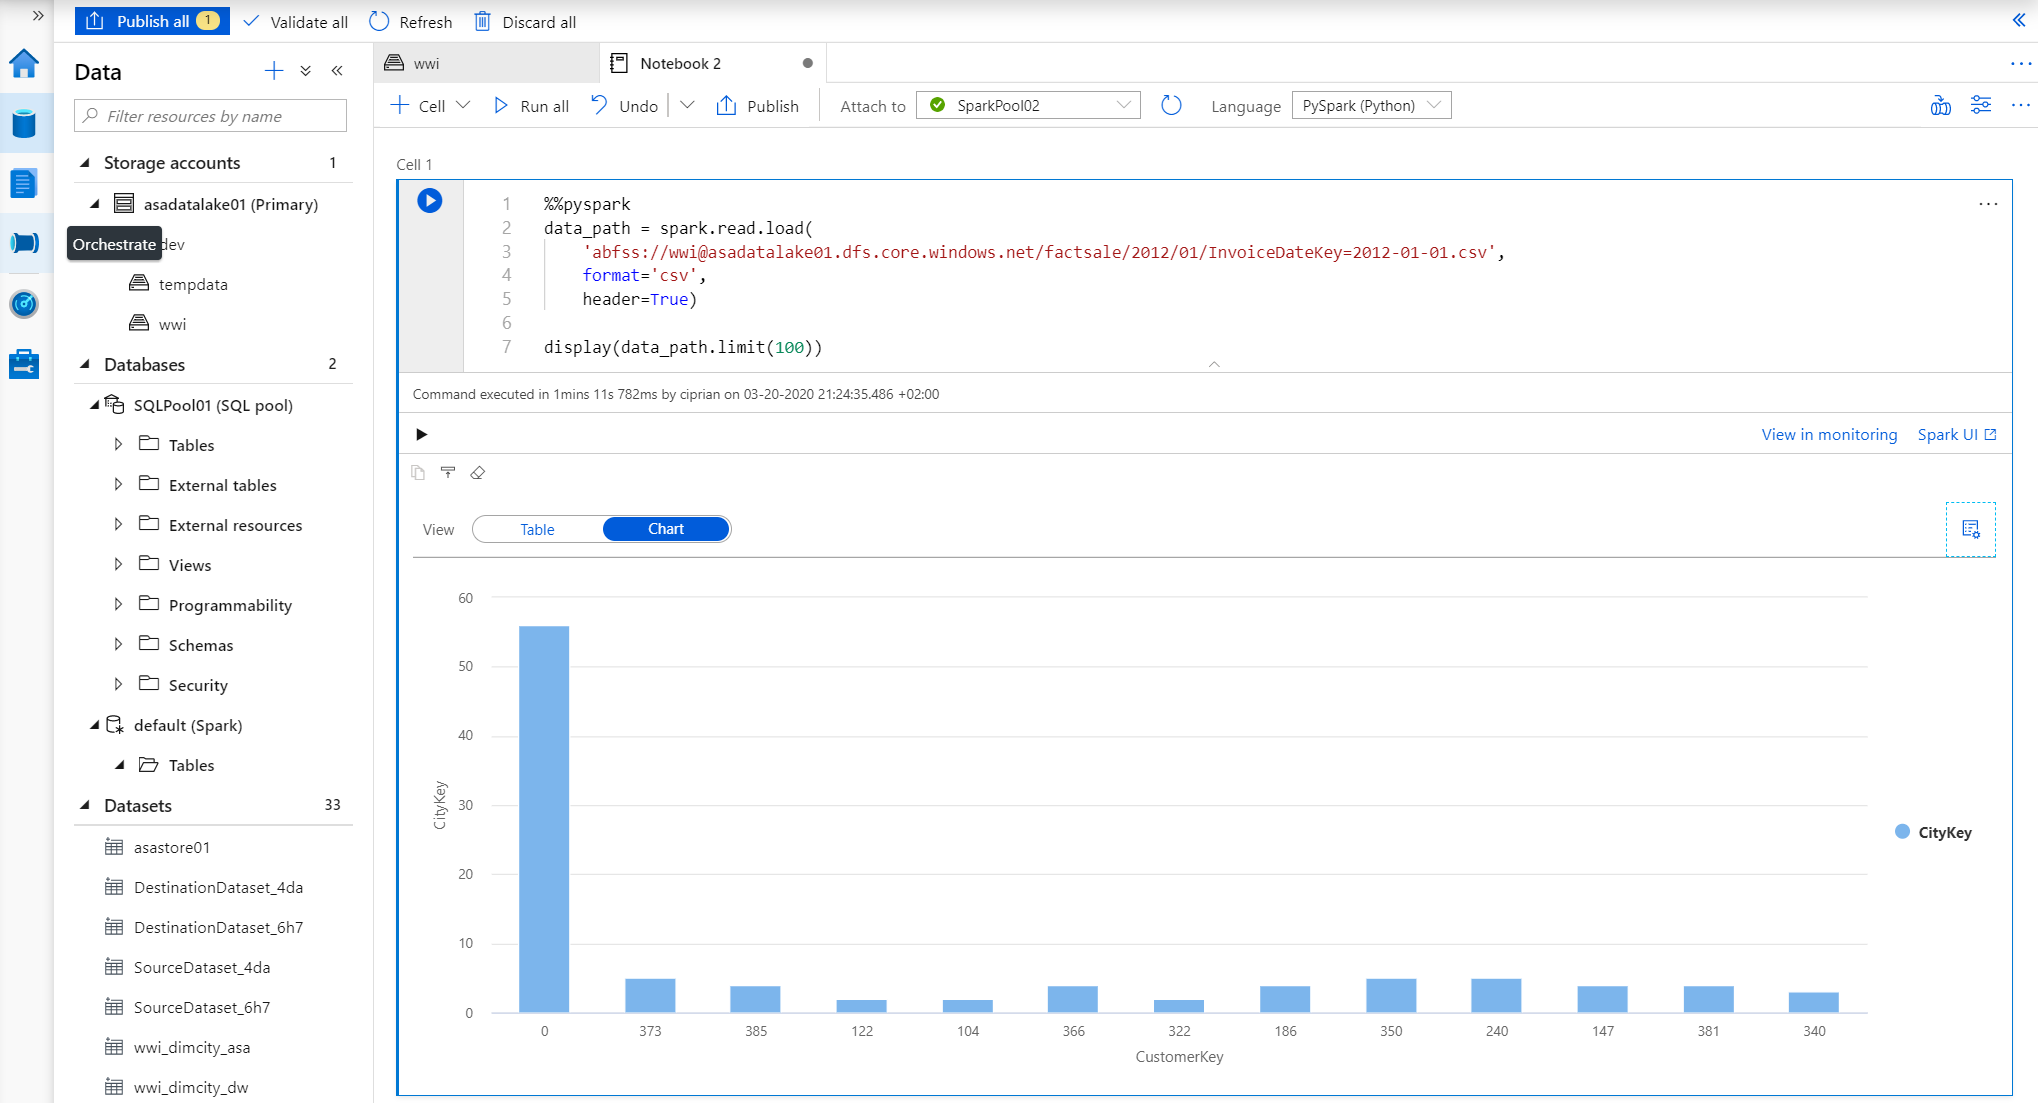 Publish all 1 Validate all Refresh Discard all
Data
Filter resources by name
Storage accounts 1
asadatalake01 (Primary)
Orchestrate dev
tempdata
wwi
Databases 2
SQLPool01 (SQL pool)
Tables
External tables
External resources
Views
Programmability
Schemas
Security
default (Spark)
Tables
Datasets 33
asastore01
DestinationDataset_4da
DestinationDataset_6h7
SourceDataset_4da
SourceDataset_6h7
wwi_dimcity_asa
wwi_dimcity_dw
wwi Notebook 2
Cell Run all Undo Publish Attach to SparkPool02 Language PySpark (Python)
Cell 1
1 %%pyspark
2 data_path = spark.read.load(
3 'abfss://wwi@asadatalake01.dfs.core.windows.net/factsale/2012/01/InvoiceDateKey=2012-01-01.csv',
4 format='csv',
5 header=True)
6
7 display(data_path.limit(100))
Command executed in 1mins 11s 782ms by ciprian on 03-20-2020 21:24:35.486 +02:00
View in monitoring Spark UI
View Table Chart
60
50
40
30
20
10
0
CityKey
0 373 385 122 104 366 322 186 350 240 147 381 340
CustomerKey
CityKey